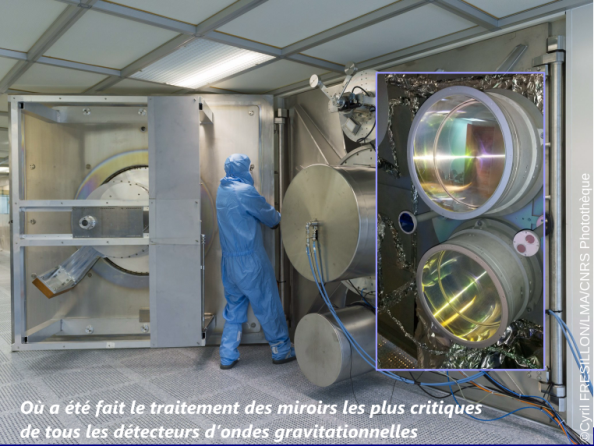 Où a été fait le traitement des miroirs les plus critiques
de tous les détecteurs d'ondes gravitationnelles
©Cyril FRESILLON/LMA/CNRS Photothèque